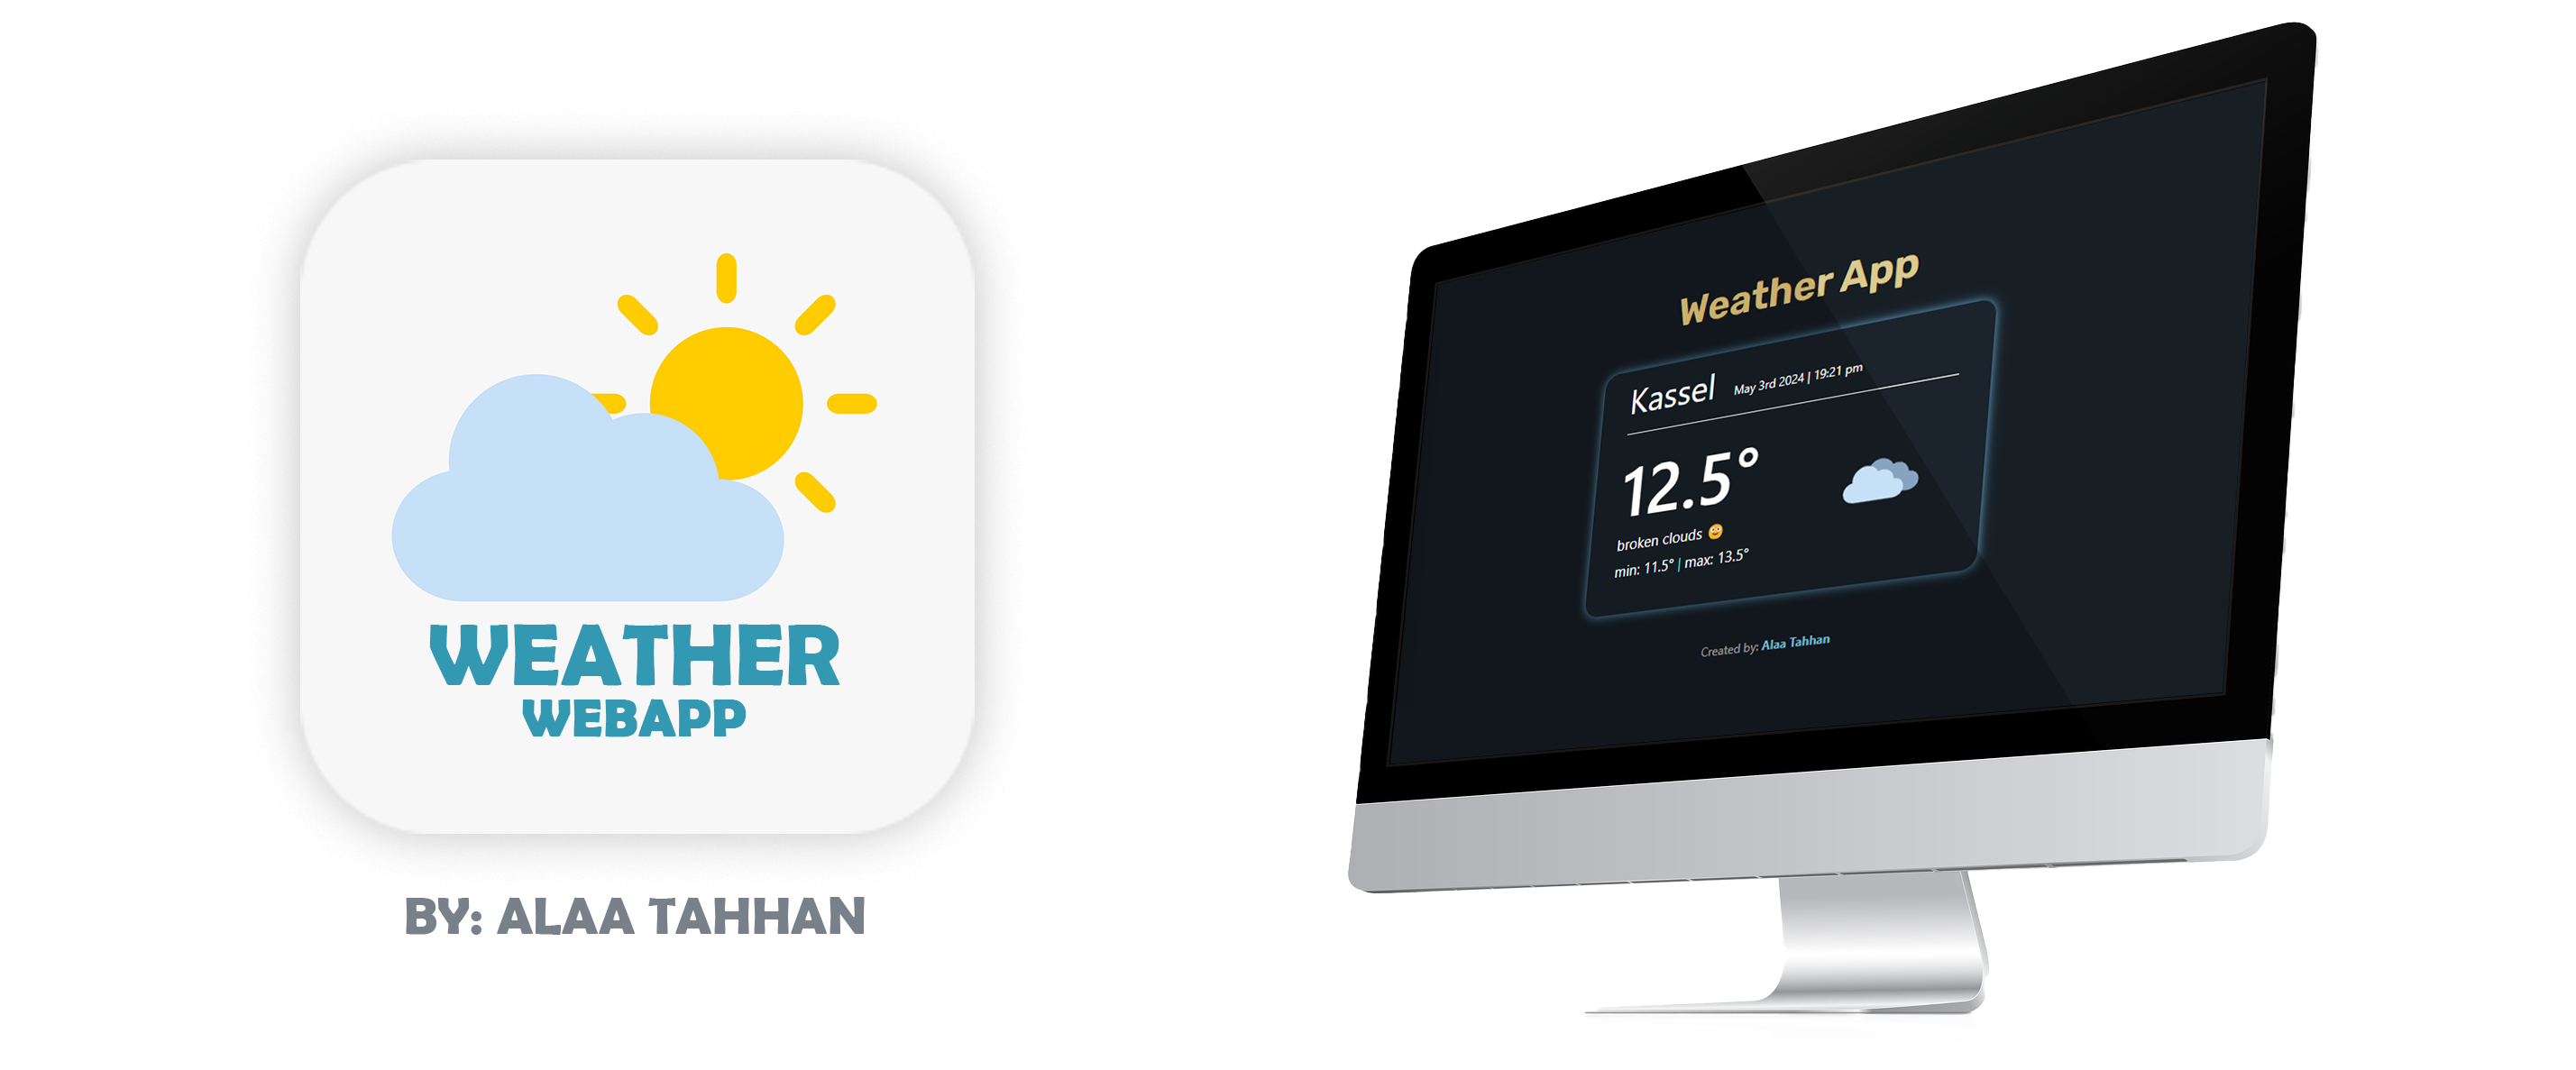 WEATHER
WEBAPP
BY: ALAA TAHHAN
Weather App
Kassel May 3rd 2024 | 19:21 pm
12.5°
broken clouds
min: 11.5° | max: 13.5°
Created by: Alaa Tahhan